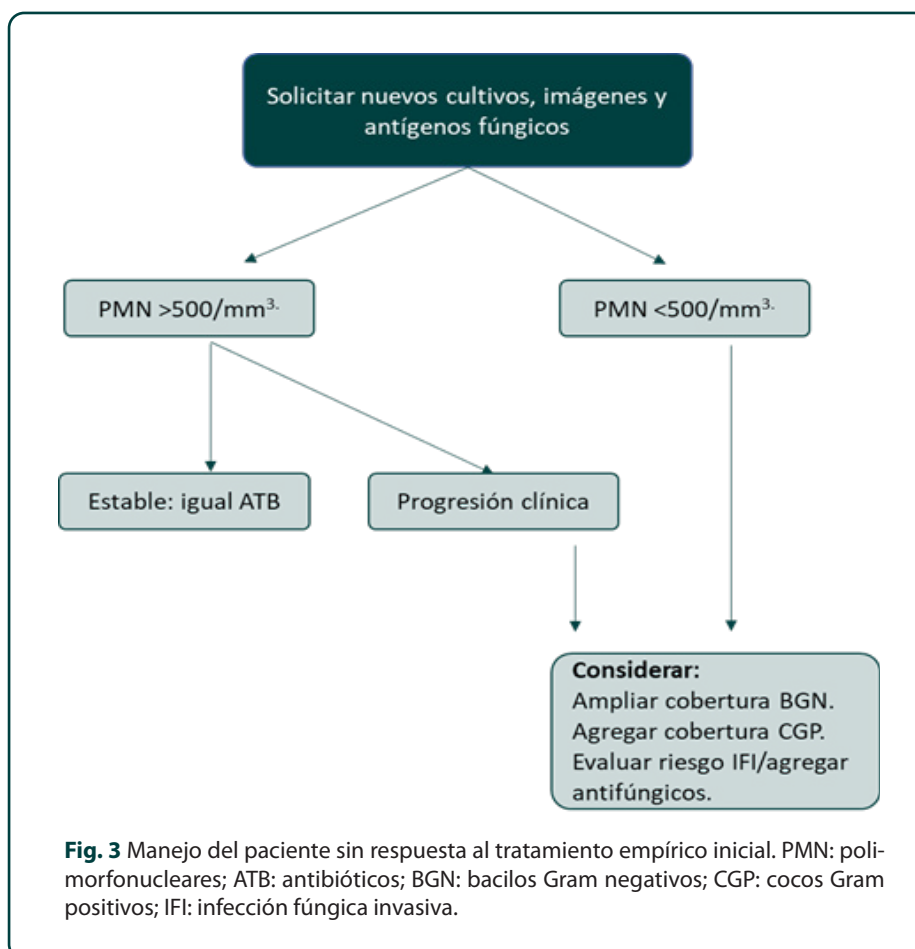 Solicitar nuevos cultivos, imágenes y
antígenos fúngicos
PMN >500/mm³·
PMN <500/mm³·
Estable: igual ATB
Progresión clínica
Considerar:
Ampliar cobertura BGN.
Agregar cobertura CGP.
Evaluar riesgo IFI/agregar
antifúngicos.
Fig. 3 Manejo del paciente sin respuesta al tratamiento empírico inicial. PMN: poli-
morfonucleares; ATB: antibióticos; BGN: bacilos Gram negativos; CGP: cocos Gram
positivos; IFI: infección fúngica invasiva.